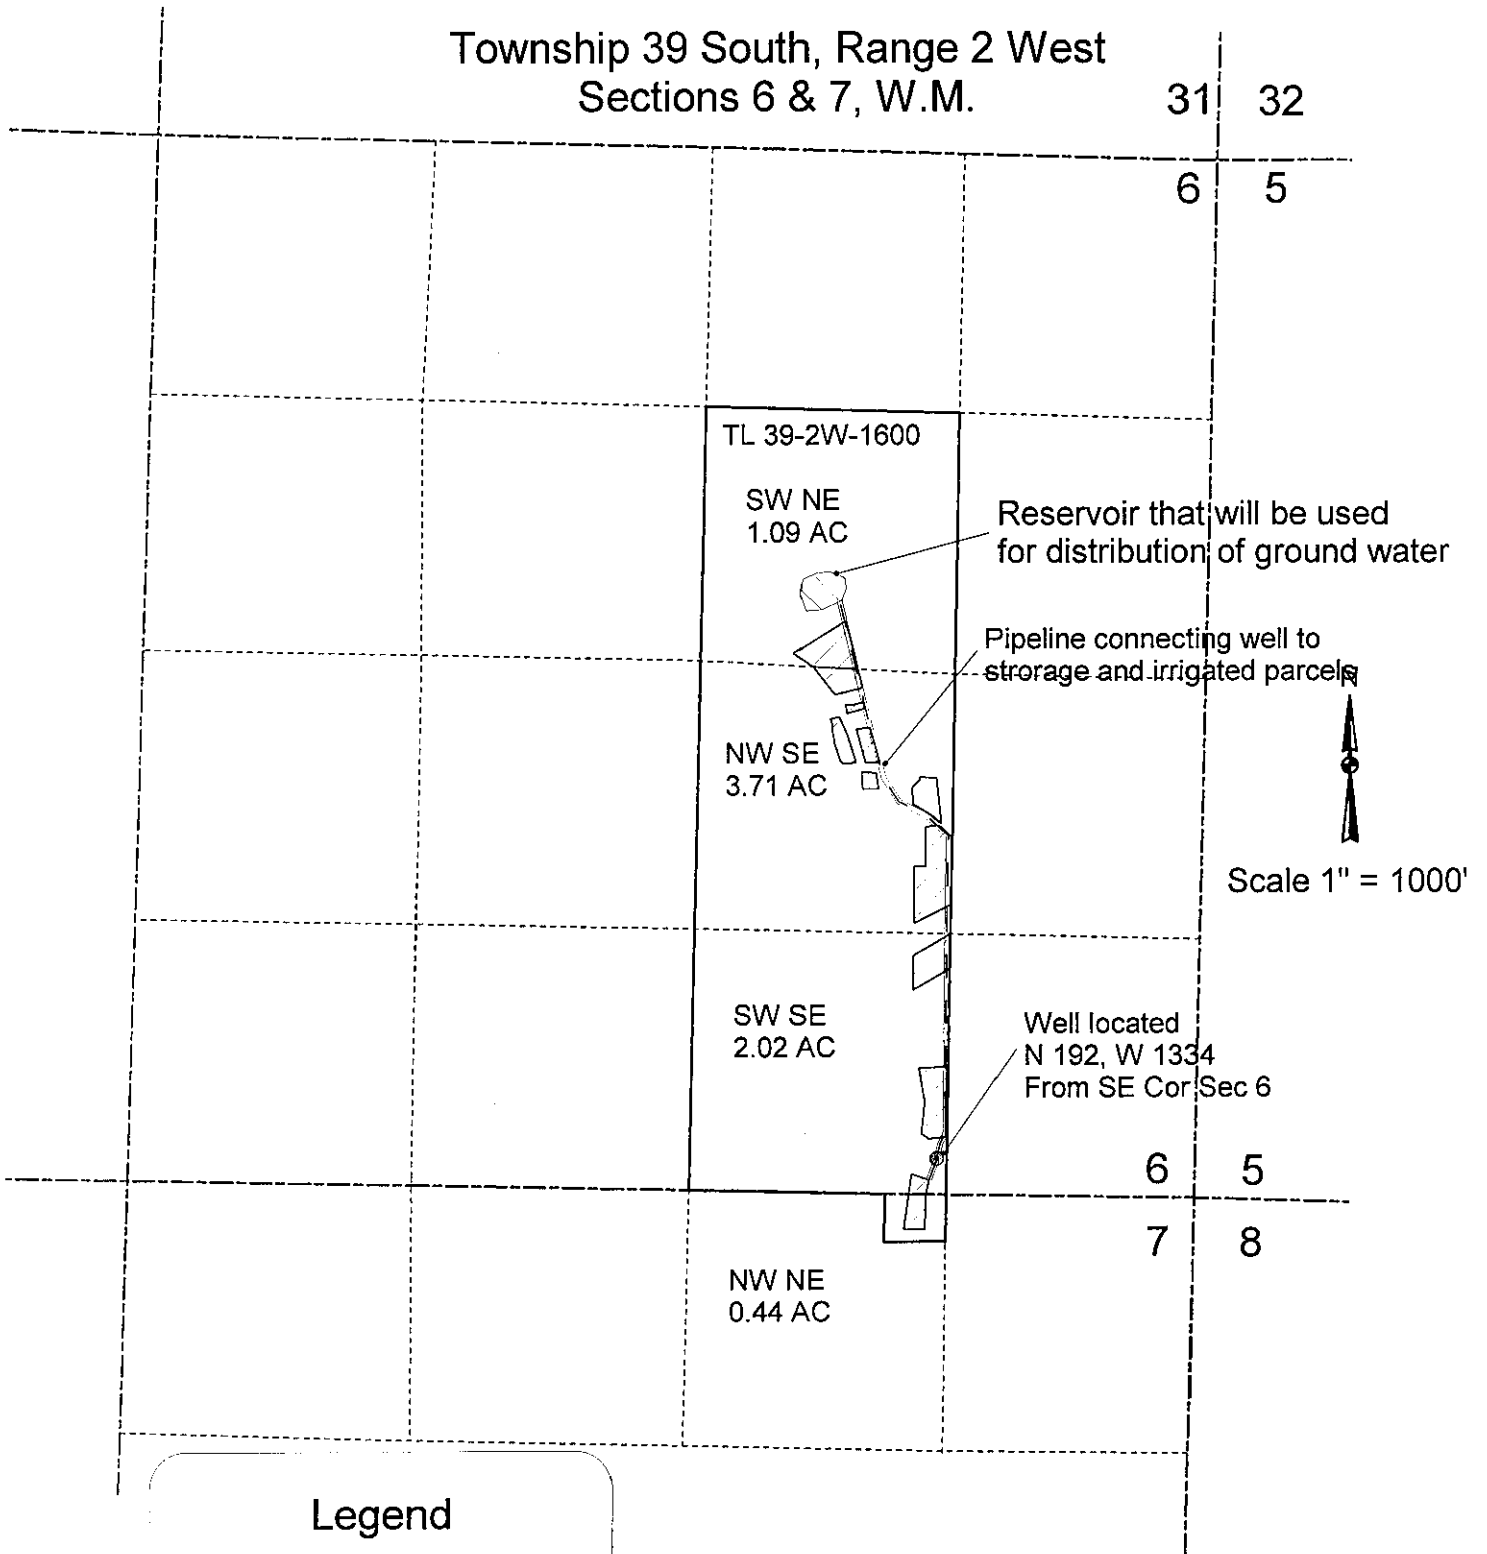 Township 39 South, Range 2 West
Sections 6 & 7, W.M.
31 32
6 5
TL 39-2W-1600
SW NE
1.09 AC
Reservoir that will be used
for distribution of ground water
Pipeline connecting well to
strorage and irrigated parcels
N
NW SE
3.71 AC
Scale 1" = 1000'
SW SE
2.02 AC
Well located
N 192, W 1334
From SE Cor Sec 6
6 5
7 8
NW NE
0.44 AC
Legend